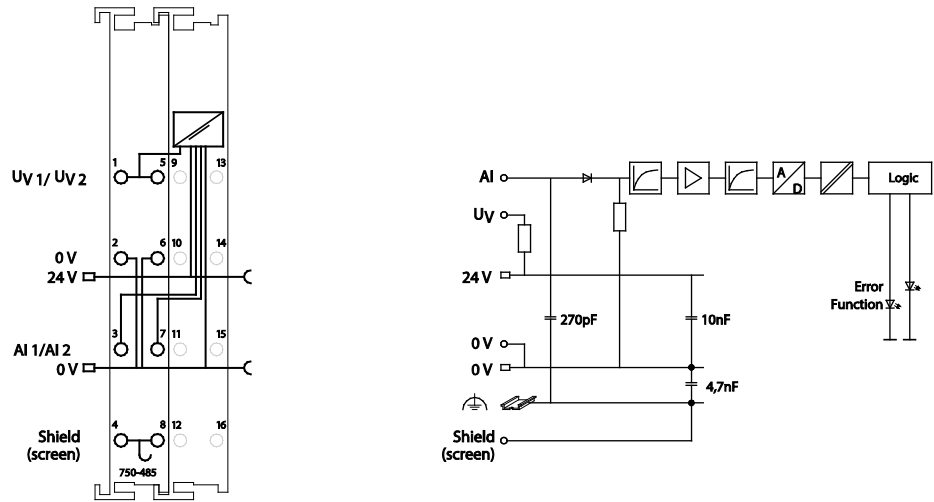 1 5 9 13
UV 1/ UV 2
2 6 10 14
0 V
24 V
3 7 11 15
AI 1/AI 2
0 V
4 8 12 16
Shield
(screen)
750-485
AI
A
D
Logic
UV
24 V
Error
Function
270pF
10nF
0 V
0 V
4,7nF
Shield
(screen)